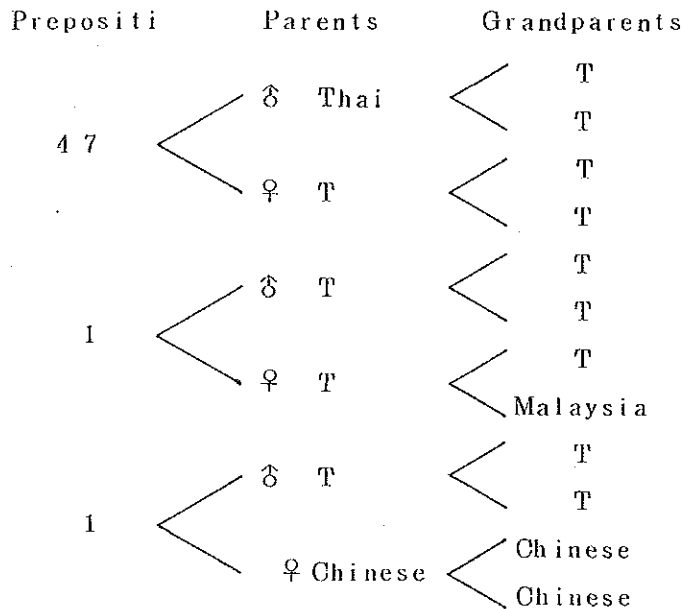 Prepositi Parents Grandparents
T
♂ Thai
T
47
T
♀ T
T
T
♂ T
T
1
T
♀ T
Malaysia
T
♂ T
T
1
Chinese
♀ Chinese
Chinese